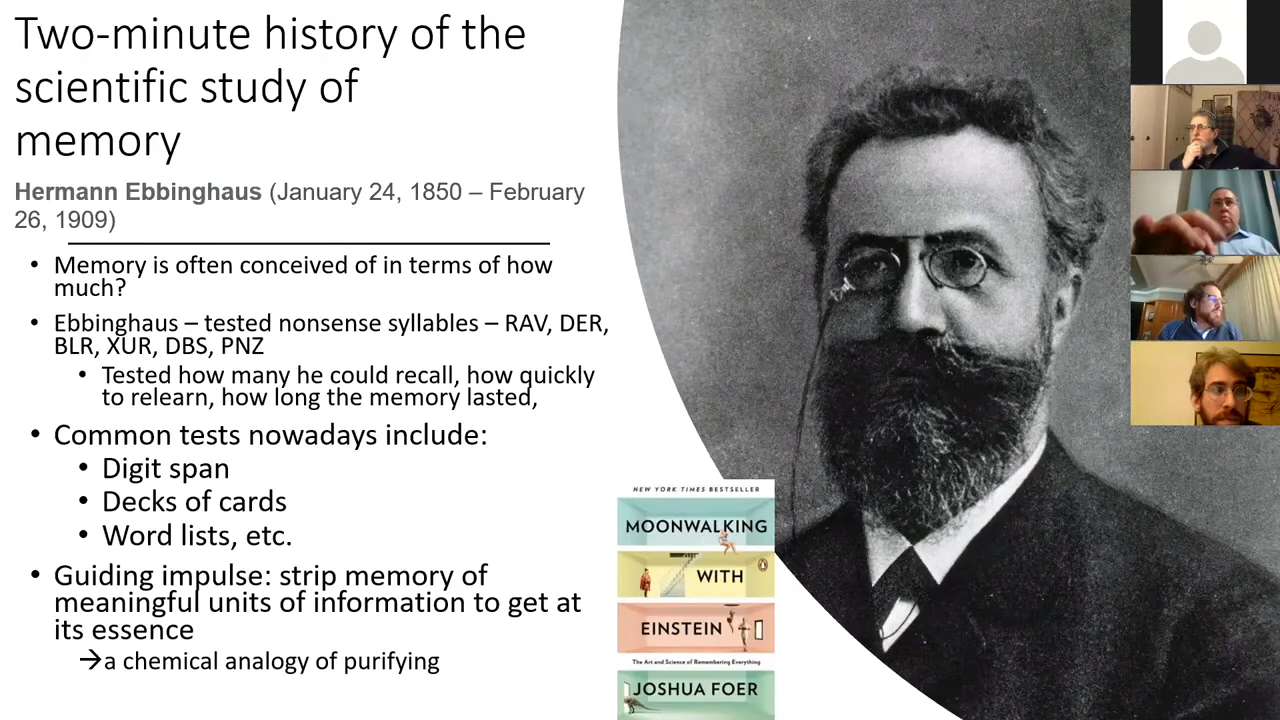 Two-minute history of the
scientific study of
memory
Hermann Ebbinghaus (January 24, 1850 – February
26, 1909)
• Memory is often conceived of in terms of how
much?
• Ebbinghaus – tested nonsense syllables – RAV, DER,
BLR, XUR, DBS, PNZ
• Tested how many he could recall, how quickly
to relearn, how long the memory lasted,
• Common tests nowadays include:
• Digit span
• Decks of cards
• Word lists, etc.
• Guiding impulse: strip memory of
meaningful units of information to get at
its essence
→a chemical analogy of purifying
NEW YORK TIMES BESTSELLER
MOONWALKING
WITH
EINSTEIN
The Art and Science of Remembering Everything
JOSHUA FOER